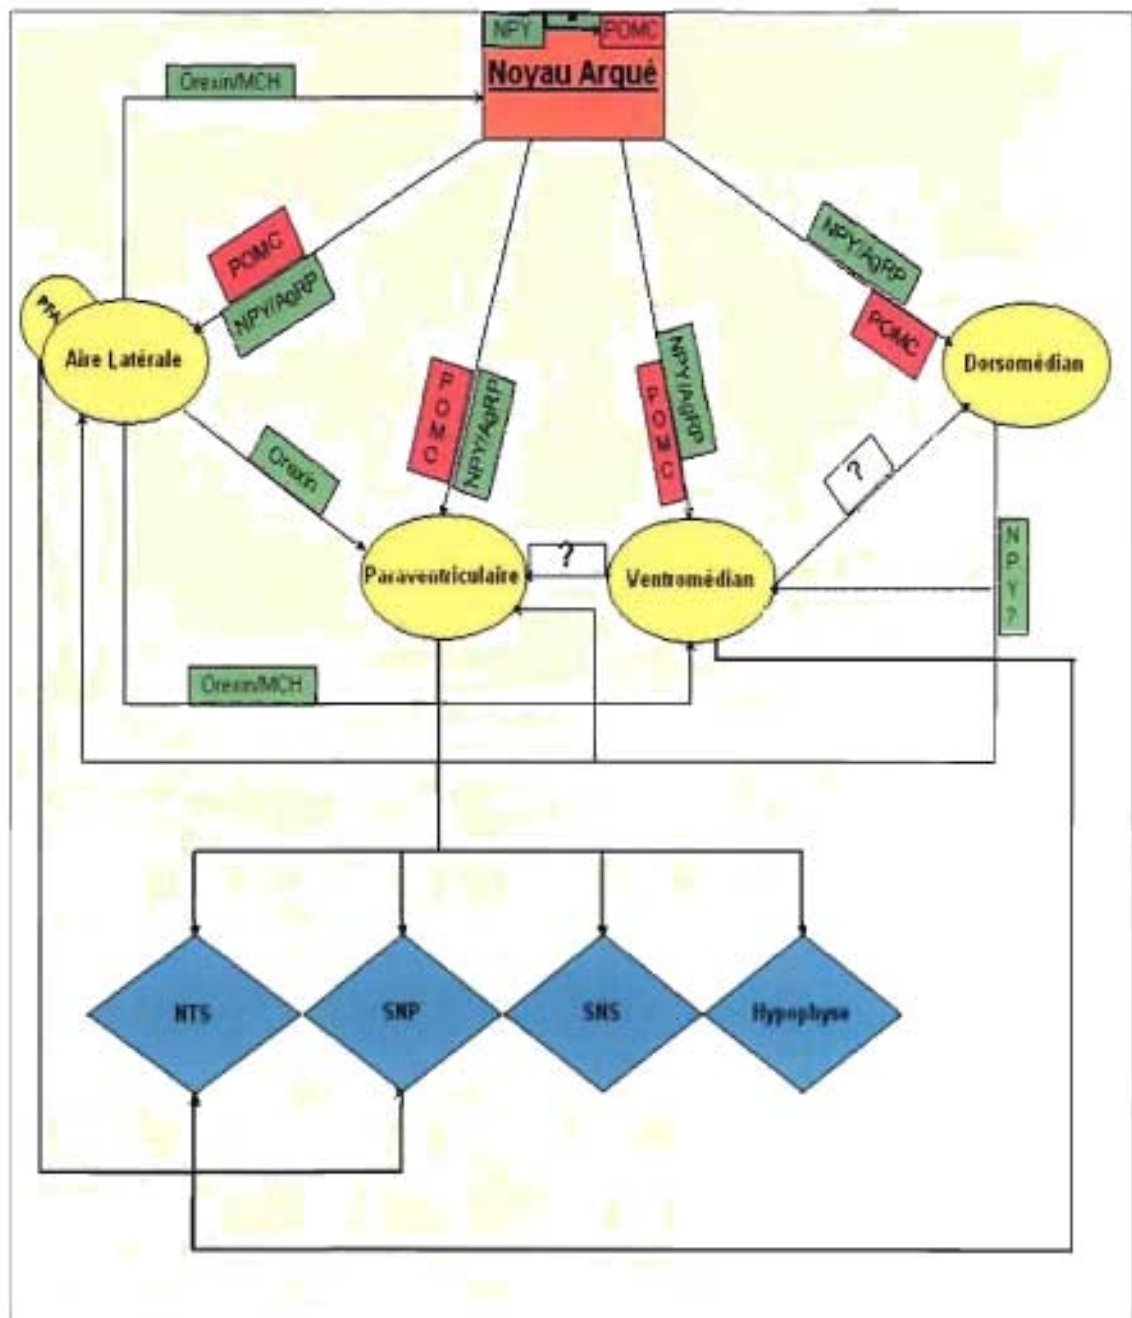 NPY
POMC
Noyau Arqué
Orexin/MCH
POMC
NPY/AgRP
NPY/AgRP
POMC
POMC
NPY/AgRP
NPY/AgRP
POMC
Aire Latérale
Dorsomédian
Orexin
?
?
Paraventriculaire
Ventromédian
NPY?
Orexin/MCH
NTS
SNP
SNS
Hypophyse